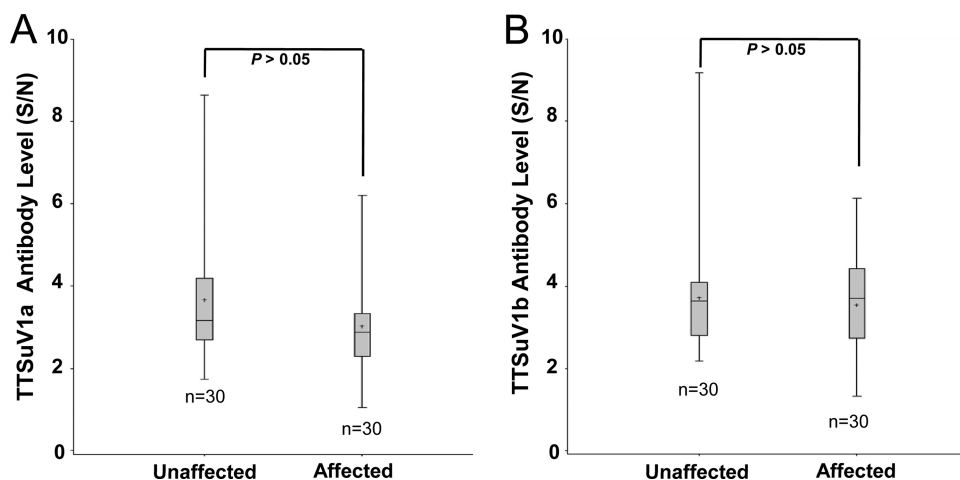 A
TTSuV1a Antibody Level (S/N)
10
8
6
4
2
0
P > 0.05
n=30
n=30
Unaffected
Affected
B
TTSuV1b Antibody Level (S/N)
10
8
6
4
2
0
P > 0.05
n=30
n=30
Unaffected
Affected